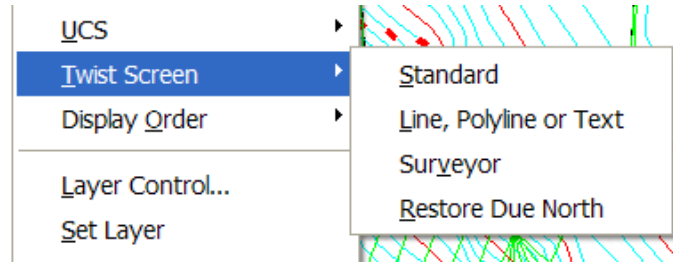 UCS
Twist Screen
Display Order
Layer Control...
Set Layer
Standard
Line, Polyline or Text
Surveyor
Restore Due North